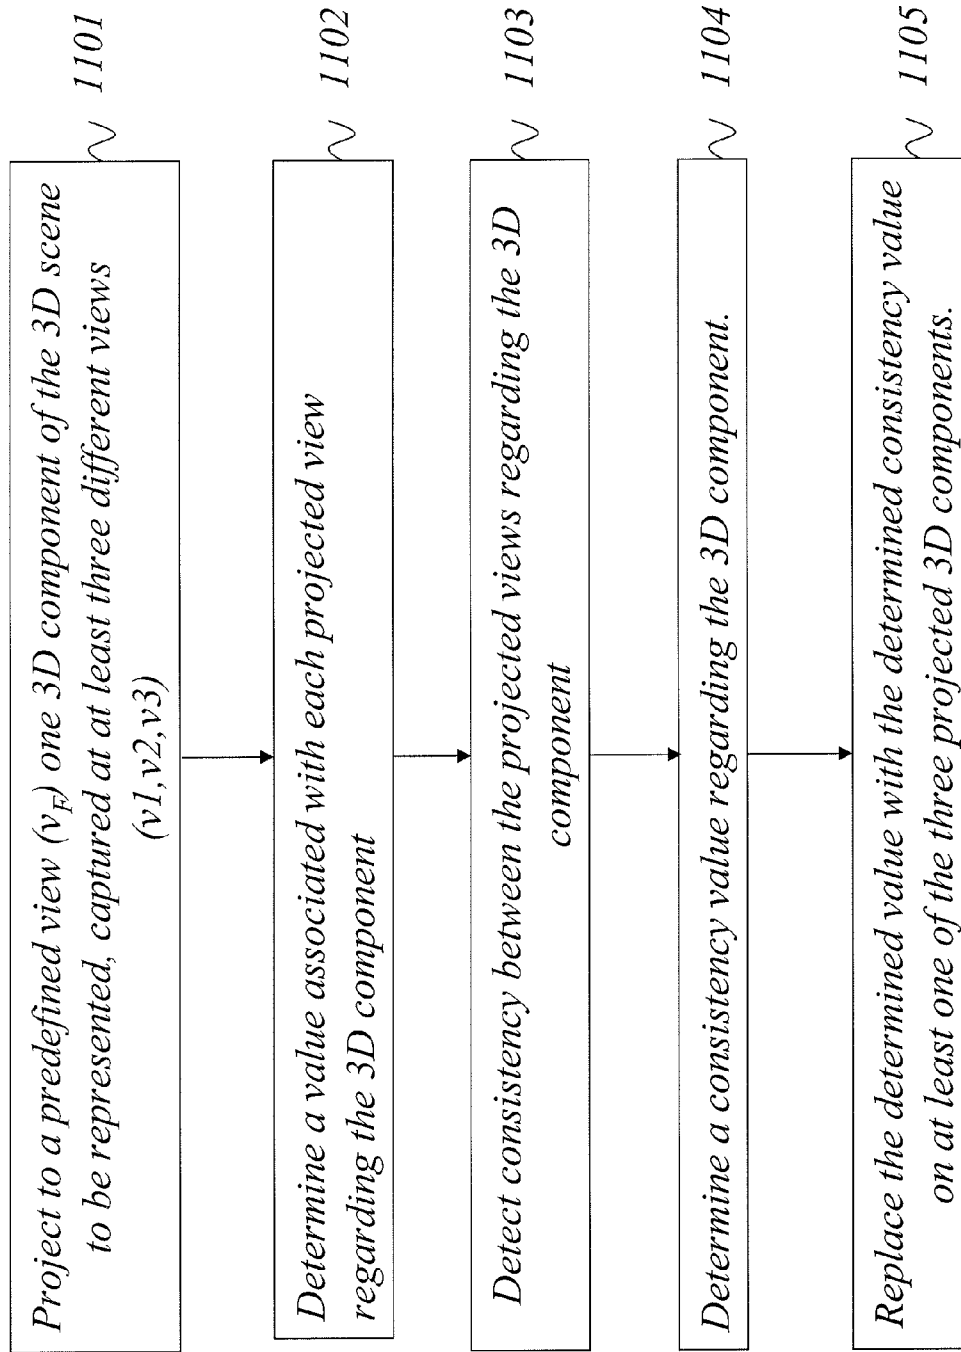 Project to a predefined view (vF) one 3D component of the 3D scene
to be represented, captured at at least three different views
(v1,v2,v3)
1101
Determine a value associated with each projected view
regarding the 3D component
1102
Detect consistency between the projected views regarding the 3D
component
1103
Determine a consistency value regarding the 3D component.
1104
Replace the determined value with the determined consistency value
on at least one of the three projected 3D components.
1105